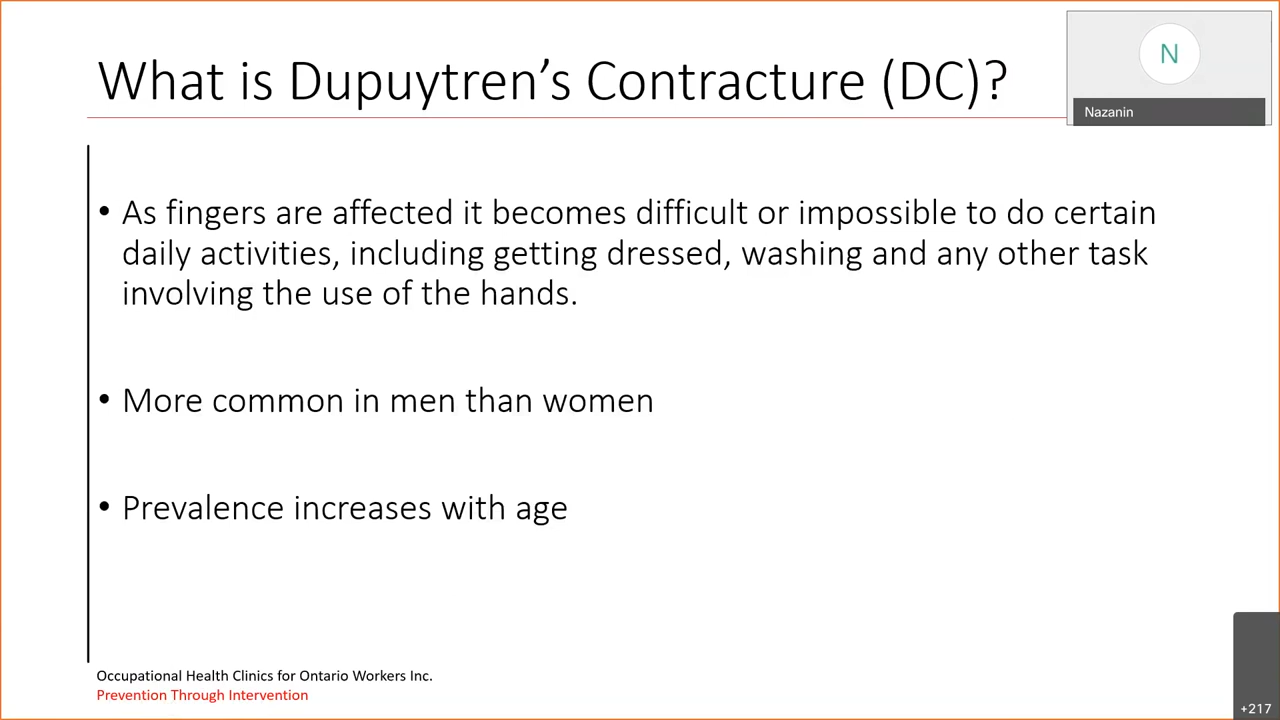 What is Dupuytren’s Contracture (DC)?
N
Nazanin
• As fingers are affected it becomes difficult or impossible to do certain
daily activities, including getting dressed, washing and any other task
involving the use of the hands.
• More common in men than women
• Prevalence increases with age
Occupational Health Clinics for Ontario Workers Inc.
Prevention Through Intervention
+217